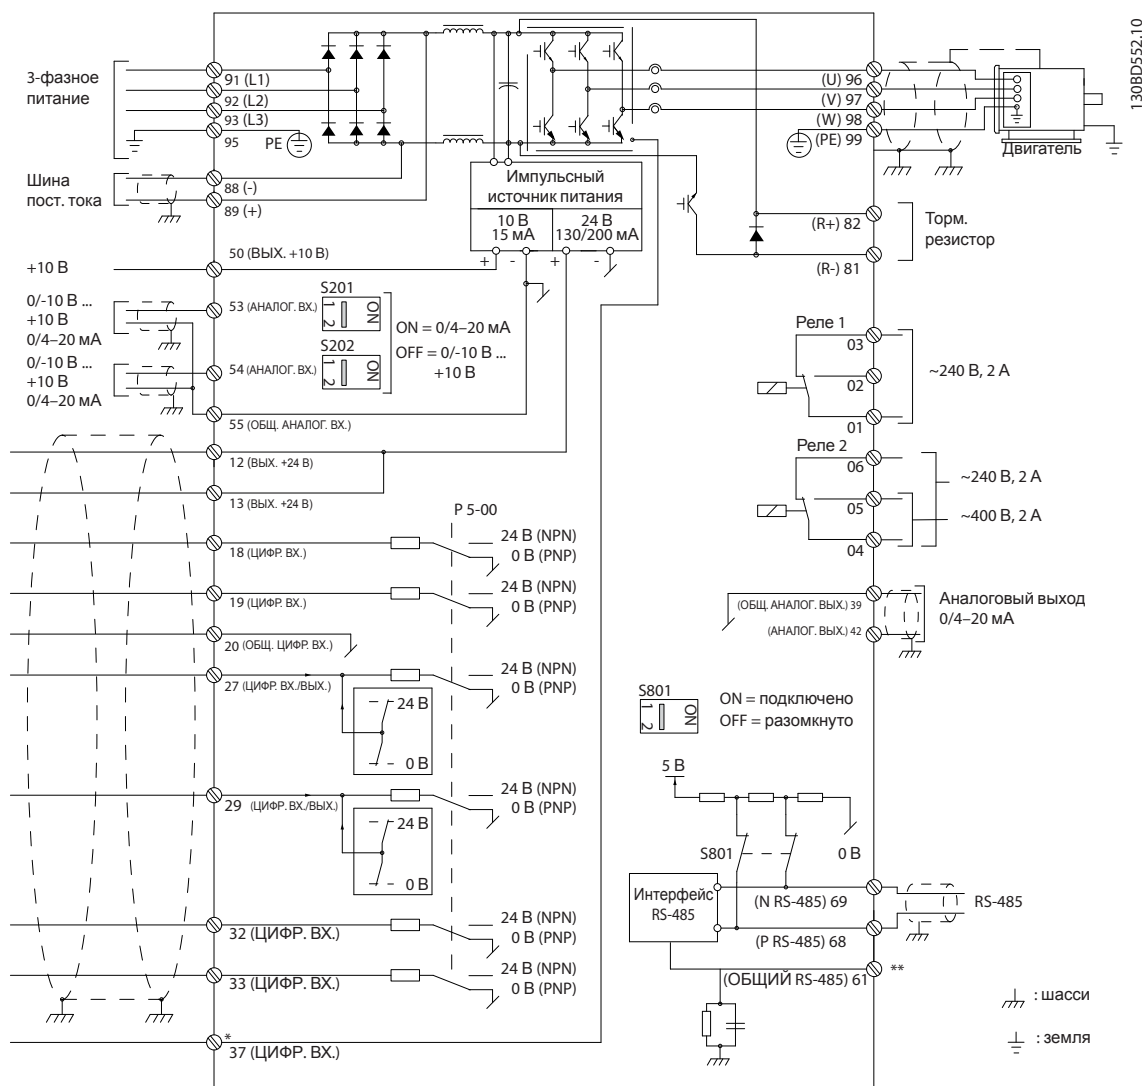 130BD552.10
3-фазное
питание
91 (L1)
92 (L2)
93 (L3)
95
PE
(U) 96
(V) 97
(W) 98
(PE) 99
Двигатель
Шина
пост. тока
88 (-)
89 (+)
Импульсный
источник питания
10 В
15 мА
24 В
130/200 мА
+ - + -
(R+) 82
(R-) 81
Торм.
резистор
+10 В
50 (ВЫХ. +10 В)
0/-10 В ...
+10 В
0/4–20 мА
53 (АНАЛОГ. ВХ.)
S201
1 2
ON
ON = 0/4–20 мА
OFF = 0/-10 В ...
+10 В
0/-10 В ...
+10 В
0/4–20 мА
54 (АНАЛОГ. ВХ.)
S202
1 2
ON
55 (ОБЩ. АНАЛОГ. ВХ.)
Реле 1
03
02
01
~240 В, 2 А
Реле 2
06
05
04
~240 В, 2 А
~400 В, 2 А
12 (ВЫХ. +24 В)
13 (ВЫХ. +24 В)
P 5-00
18 (ЦИФР. ВХ.)
24 В (NPN)
0 В (PNP)
19 (ЦИФР. ВХ.)
24 В (NPN)
0 В (PNP)
20 (ОБЩ. ЦИФР. ВХ.)
27 (ЦИФР. ВХ./ВЫХ.)
24 В (NPN)
0 В (PNP)
24 В
0 В
29 (ЦИФР. ВХ./ВЫХ.)
24 В (NPN)
0 В (PNP)
24 В
0 В
32 (ЦИФР. ВХ.)
24 В (NPN)
0 В (PNP)
33 (ЦИФР. ВХ.)
24 В (NPN)
0 В (PNP)
*
37 (ЦИФР. ВХ.)
(ОБЩ. АНАЛОГ. ВЫХ.) 39
(АНАЛОГ. ВЫХ.) 42
Аналоговый выход
0/4–20 мА
S801
1 2
ON
ON = подключено
OFF = разомкнуто
5 В
S801
0 В
Интерфейс
RS-485
(N RS-485) 69
(P RS-485) 68
RS-485
(ОБЩИЙ RS-485) 61
**
: шасси
: земля